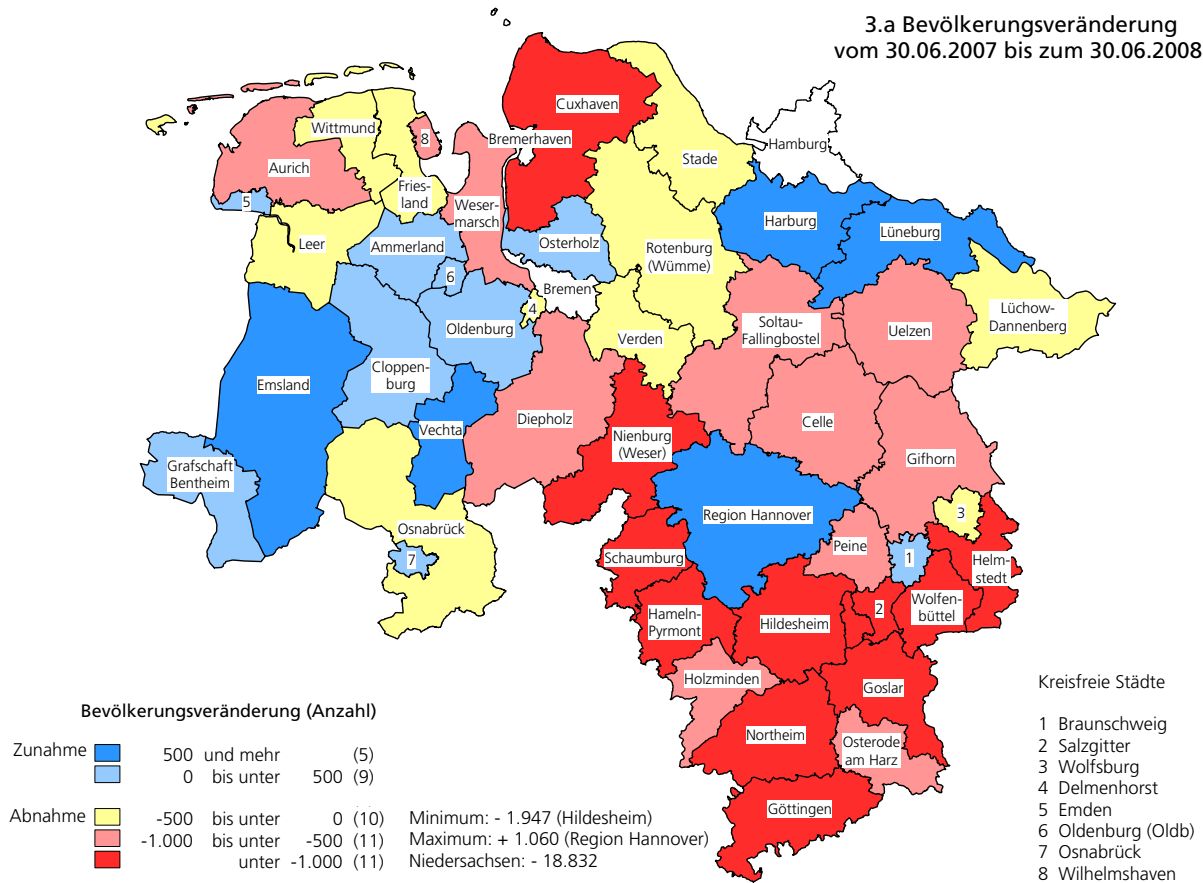 3.a Bevölkerungsveränderung
vom 30.06.2007 bis zum 30.06.2008
Cuxhaven
Wittmund
8
Bremerhaven
Hamburg
Stade
Aurich
Fries-
land
5
Weser-
marsch
Harburg
Lüneburg
Leer
Ammerland
Osterholz
Rotenburg
(Wümme)
6
Bremen
4
Oldenburg
Soltau-
Fallingbostel
Uelzen
Lüchow-
Dannenberg
Verden
Cloppen-
burg
Emsland
Diepholz
Celle
Vechta
Nienburg
(Weser)
Gifhorn
Grafschaft
Bentheim
3
Region Hannover
Osnabrück
Peine
7
Schaumburg
1
Helm-
stedt
2
Wolfen-
büttel
Hameln-
Pyrmont
Hildesheim
Holzminden
Goslar
Northeim
Osterode
am Harz
Göttingen
Bevölkerungsveränderung (Anzahl)
Zunahme 500 und mehr (5)
0 bis unter 500 (9)
Abnahme -500 bis unter 0 (10) Minimum: - 1.947 (Hildesheim)
-1.000 bis unter -500 (11) Maximum: + 1.060 (Region Hannover)
unter -1.000 (11) Niedersachsen: - 18.832
Kreisfreie Städte
1 Braunschweig
2 Salzgitter
3 Wolfsburg
4 Delmenhorst
5 Emden
6 Oldenburg (Oldb)
7 Osnabrück
8 Wilhelmshaven